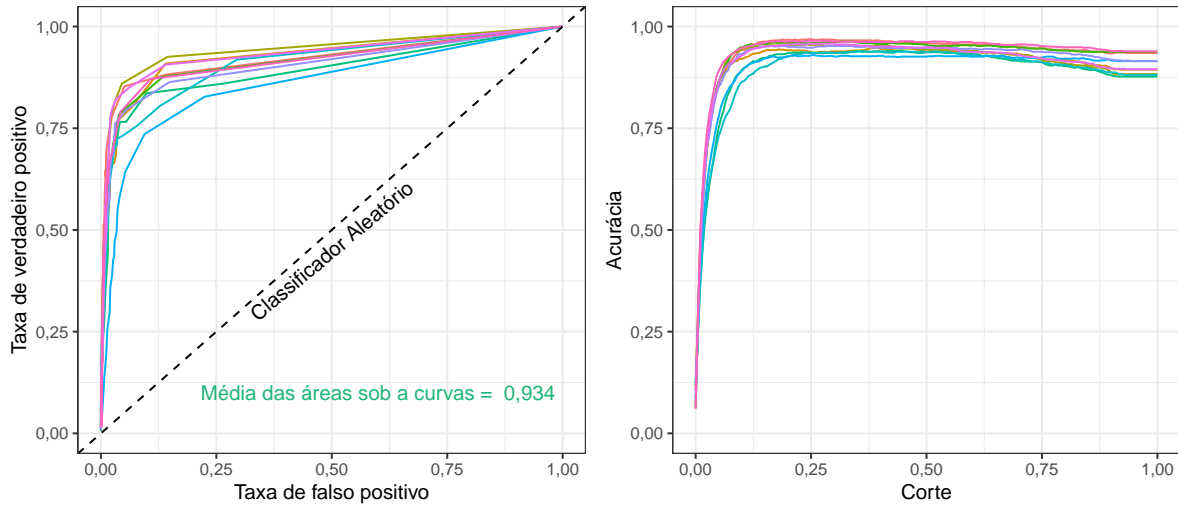 1,00
0,75
0,50
0,25
0,00
Taxa de verdadeiro positivo
Classificador Aleatório
Média das áreas sob a curvas = 0,934
0,00 0,25 0,50 0,75 1,00
Taxa de falso positivo
1,00
0,75
0,50
0,25
0,00
Acurácia
0,00 0,25 0,50 0,75 1,00
Corte